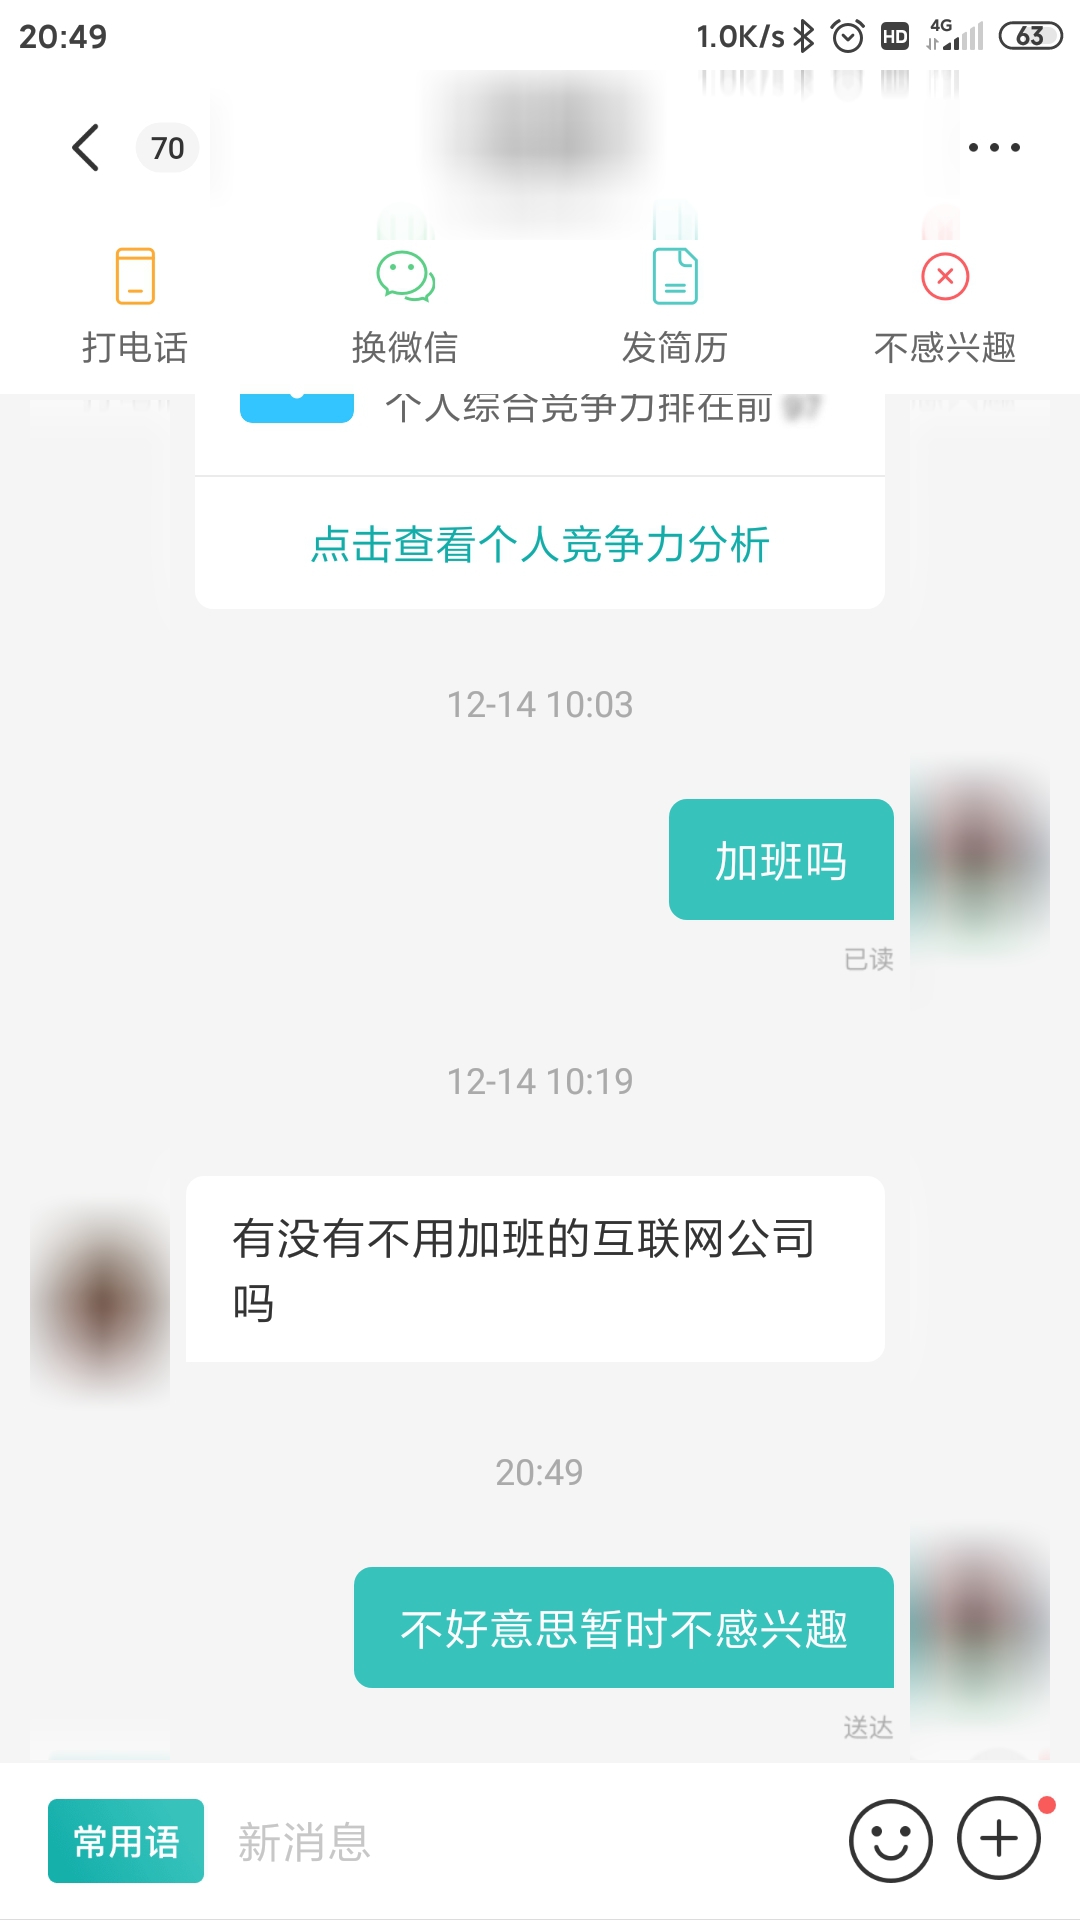 20:49
1.0K/s HD 4G 63
70
打电话 换微信 发简历 不感兴趣
个人综合竞争力排在前
点击查看个人竞争力分析
12-14 10:03
加班吗
已读
12-14 10:19
有没有不用加班的互联网公司
吗
20:49
不好意思暂时不感兴趣
送达
常用语 新消息